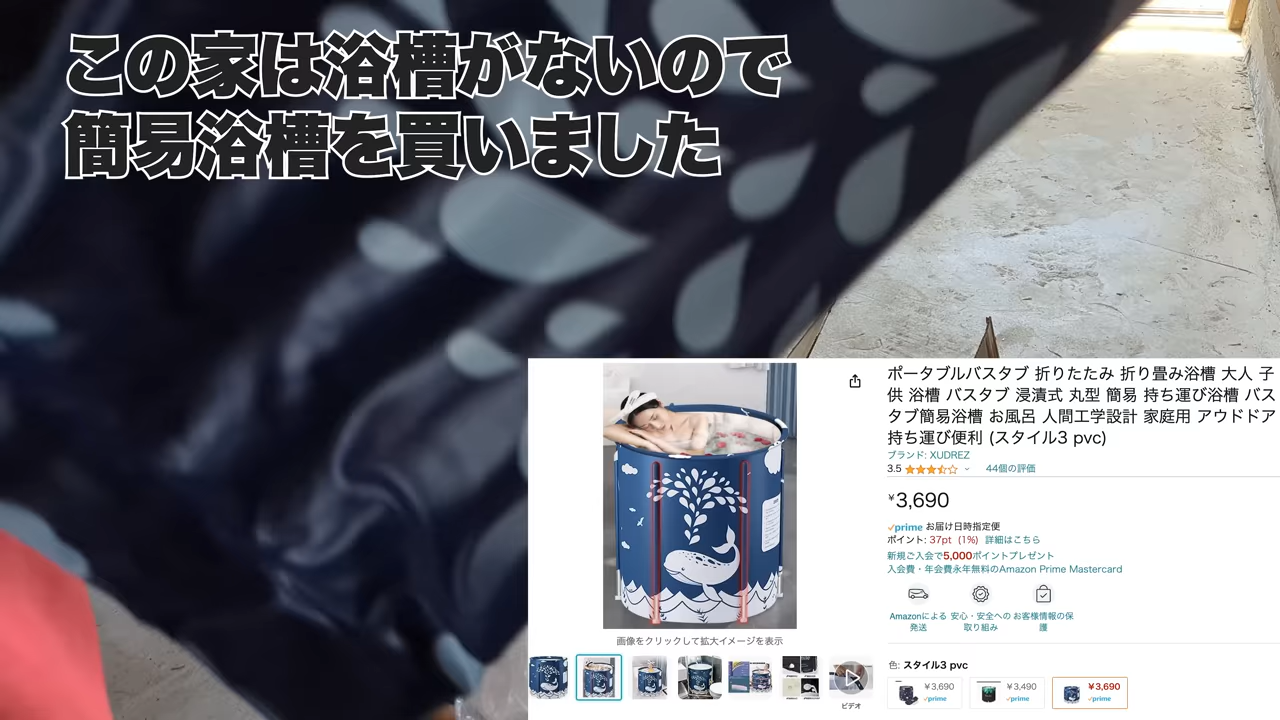 この家は浴槽がないので
簡易浴槽を買いました
ポータブルバスタブ 折りたたみ 折り畳み浴槽 大人 子
供 浴槽 バスタブ 浸漬式 丸型 簡易 持ち運び浴槽 バス
タブ簡易浴槽 お風呂 人間工学設計 家庭用 アウドドア
持ち運び便利 (スタイル3 pvc)
ブランド: XUDREZ
3.5 44個の評価
¥3,690
prime お届け日時指定便
ポイント: 37pt (1%) 詳細はこちら
新規ご入会で5,000ポイントプレゼント
入会費・年会費永年無料のAmazon Prime Mastercard
Amazonによる
発送
安心・安全への
取り組み
お客様情報の保
護
画像をクリックして拡大イメージを表示
ビデオ
色: スタイル3 pvc
¥3,690
prime
¥3,490
prime
¥3,690
prime